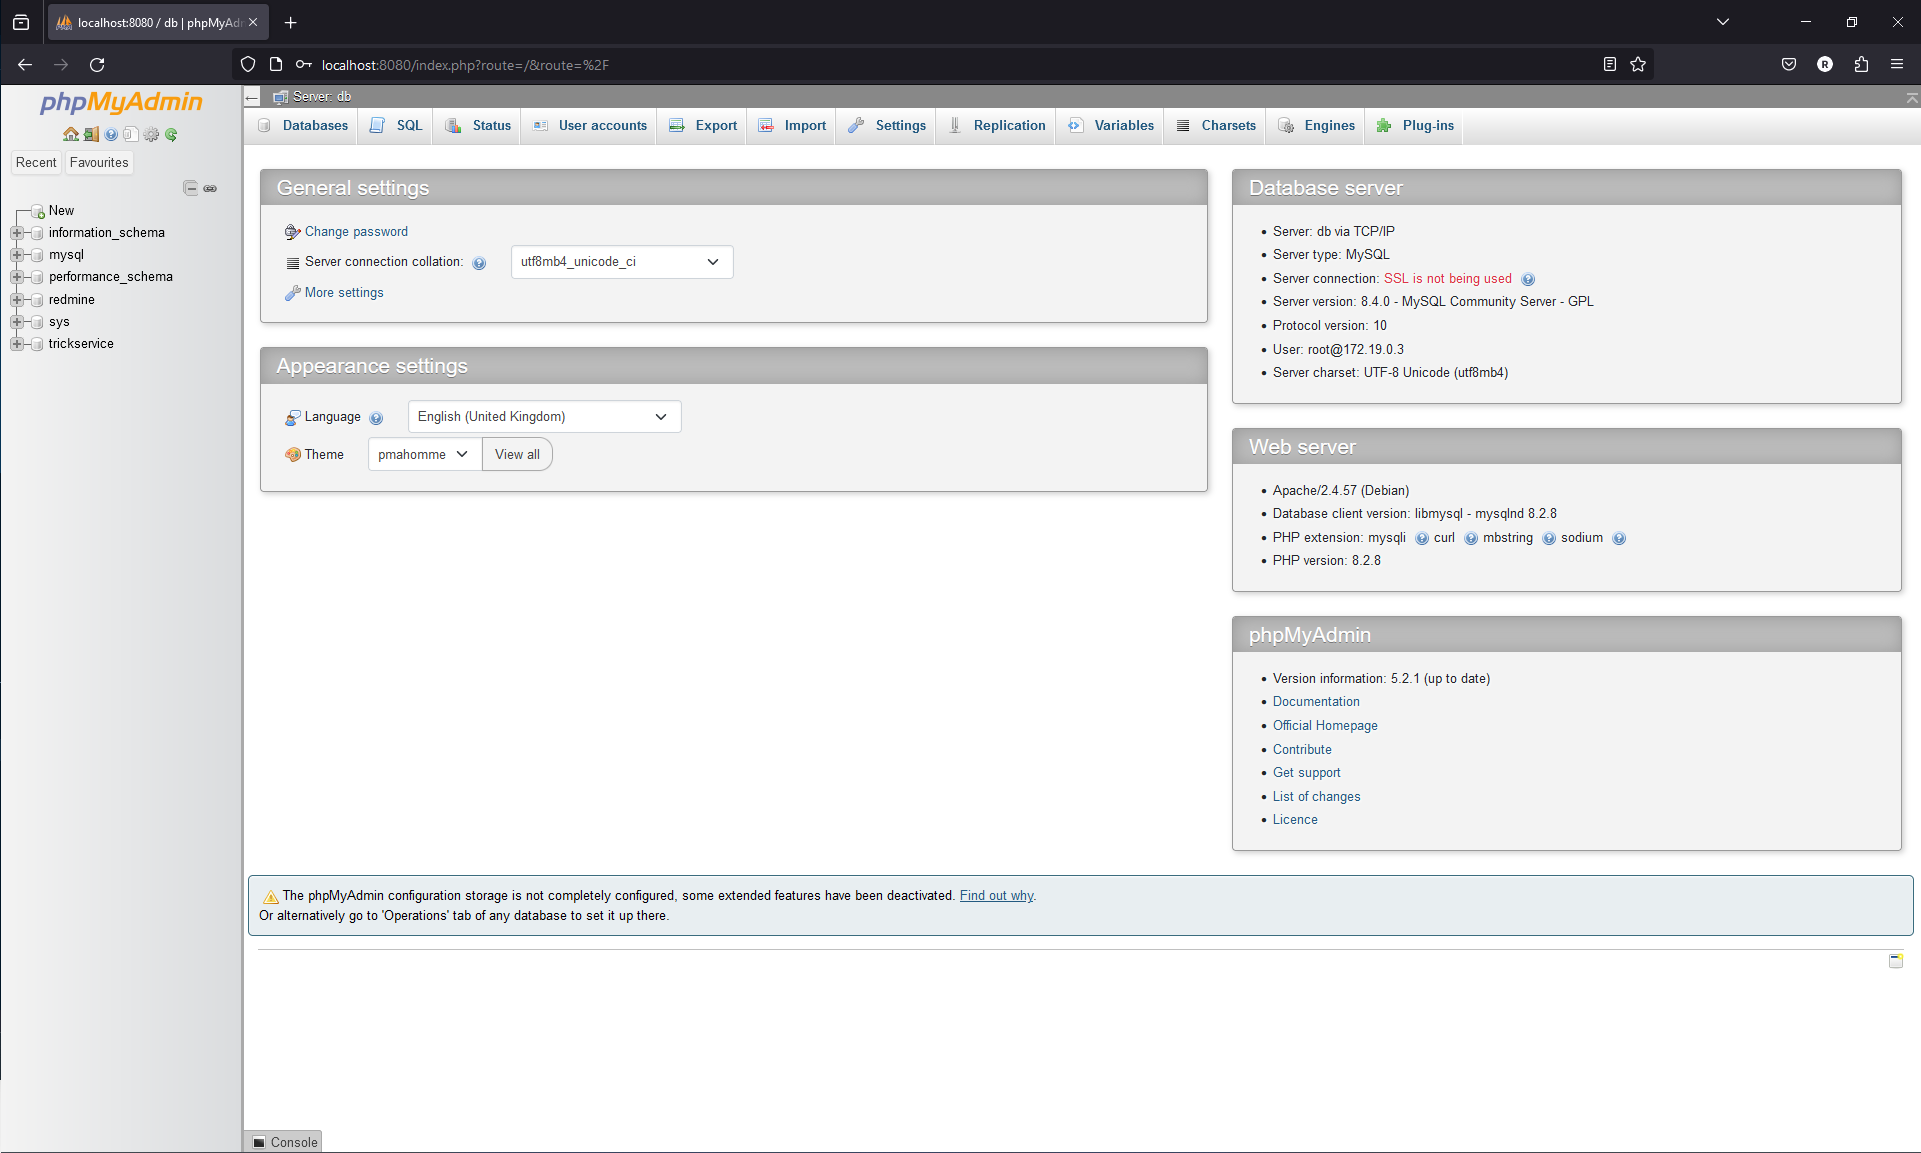 localhost:8080 / db | phpMyAdm
localhost:8080/index.php?route=/&route=%2F
phpMyAdmin
Recent
Favourites
New
information_schema
mysql
performance_schema
redmine
sys
trickservice
Server: db
Databases
SQL
Status
User accounts
Export
Import
Settings
Replication
Variables
Charsets
Engines
Plug-ins
General settings
Change password
Server connection collation:
utf8mb4_unicode_ci
More settings
Appearance settings
Language
English (United Kingdom)
Theme
pmahomme
View all
Database server
Server: db via TCP/IP
Server type: MySQL
Server connection: SSL is not being used
Server version: 8.4.0 - MySQL Community Server - GPL
Protocol version: 10
User: root@172.19.0.3
Server charset: UTF-8 Unicode (utf8mb4)
Web server
Apache/2.4.57 (Debian)
Database client version: libmysql - mysqlnd 8.2.8
PHP extension: mysqli curl mbstring sodium
PHP version: 8.2.8
phpMyAdmin
Version information: 5.2.1 (up to date)
Documentation
Official Homepage
Contribute
Get support
List of changes
Licence
The phpMyAdmin configuration storage is not completely configured, some extended features have been deactivated. Find out why.
Or alternatively go to 'Operations' tab of any database to set it up there.
Console